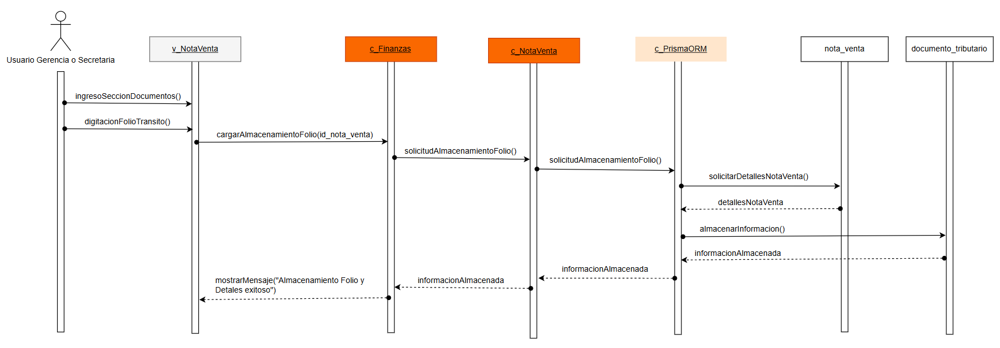 Usuario Gerencia o Secretaria
v_NotaVenta
c_Finanzas
c_NotaVenta
c_PrismaORM
nota_venta
documento_tributario
ingresoSeccionDocumentos()
digitacionFolioTransito()
cargarAlmacenamientoFolio(id_nota_venta)
solicitudAlmacenamientoFolio()
solicitudAlmacenamientoFolio()
solicitarDetallesNotaVenta()
detallesNotaVenta
almacenarInformacion()
informacionAlmacenada
informacionAlmacenada
informacionAlmacenada
mostrarMensaje("Almacenamiento Folio y
Detales exitoso")